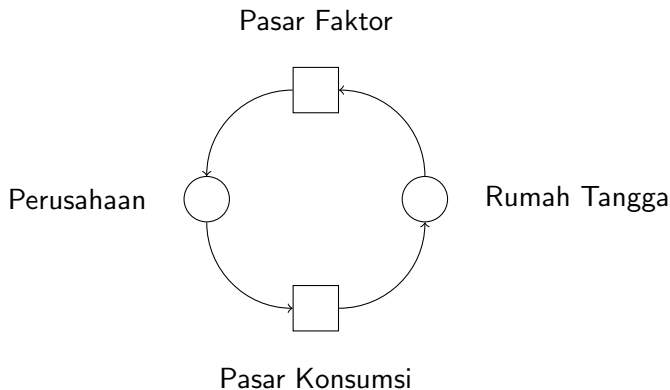 Pasar Faktor
Perusahaan
Rumah Tangga
Pasar Konsumsi